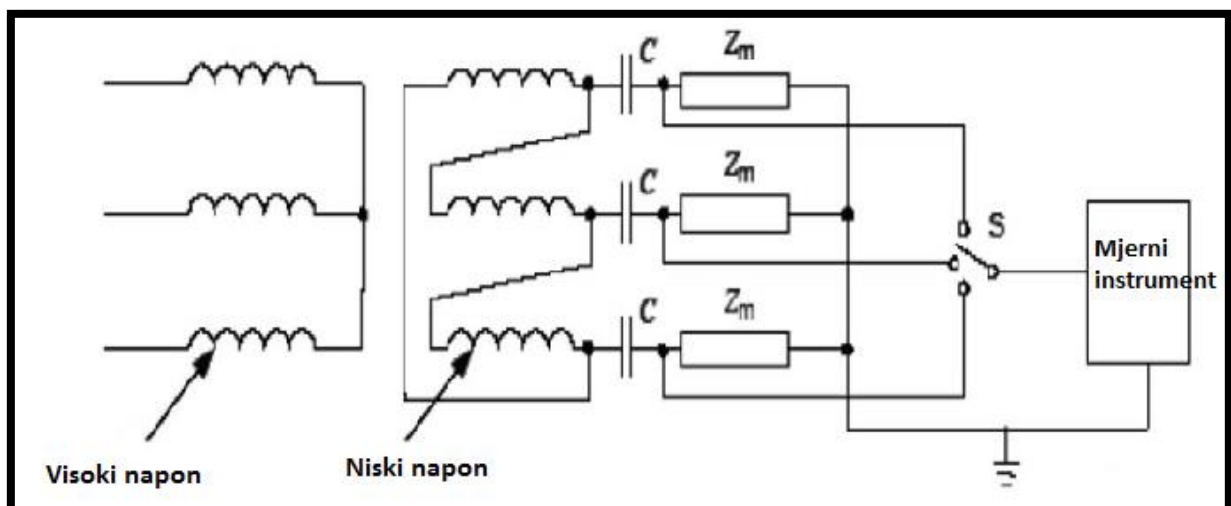 C
Zm
C
Zm
S
Mjerni
instrument
C
Zm
Visoki napon
Niski napon